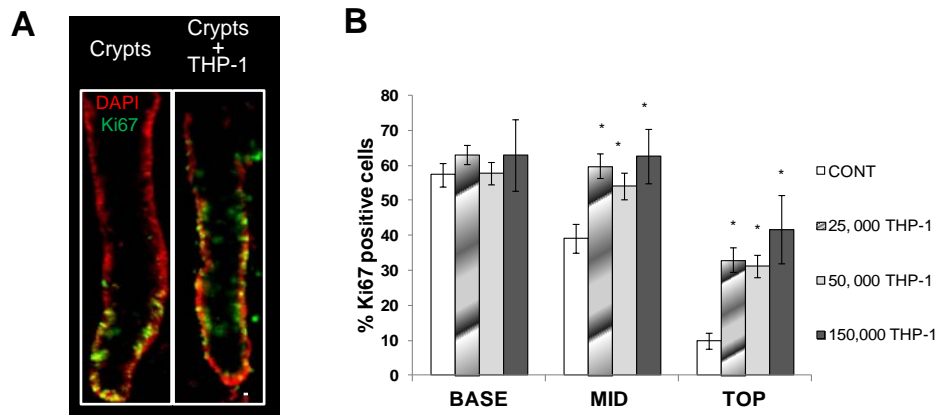 A
Crypts
Crypts
+
THP-1
DAPI
Ki67
B
% Ki67 positive cells
80
70
60
50
40
30
20
10
0
* * *
* * *
BASE MID TOP
CONT
25, 000 THP-1
50, 000 THP-1
150,000 THP-1